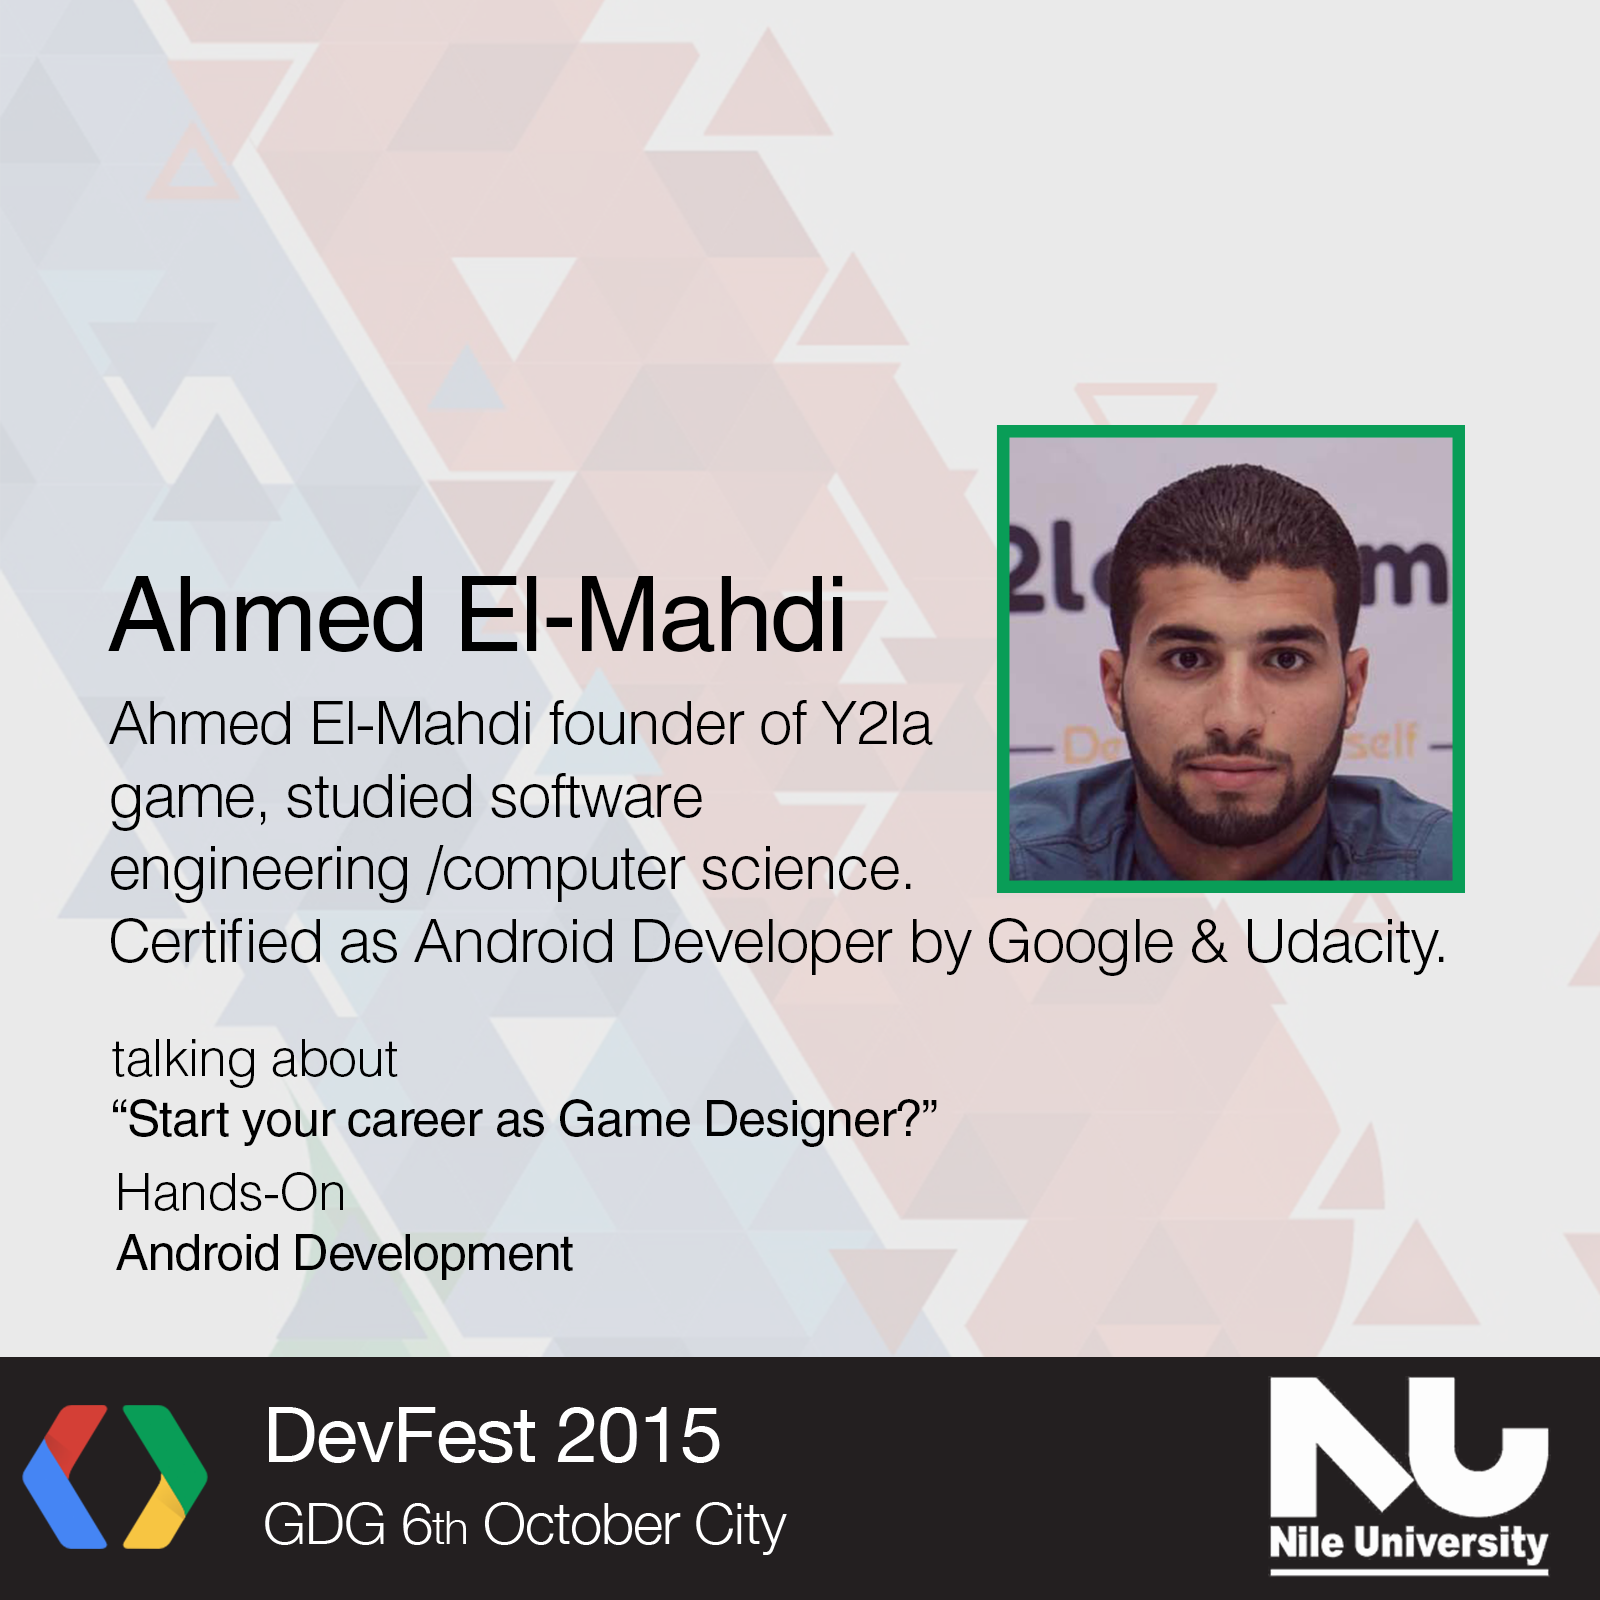 Ahmed El-Mahdi
Ahmed El-Mahdi founder of Y2la
game, studied software
engineering /computer science.
Certified as Android Developer by Google & Udacity.
talking about
“Start your career as Game Designer?”
Hands-On
Android Development
DevFest 2015
GDG 6th October City
NU
Nile University